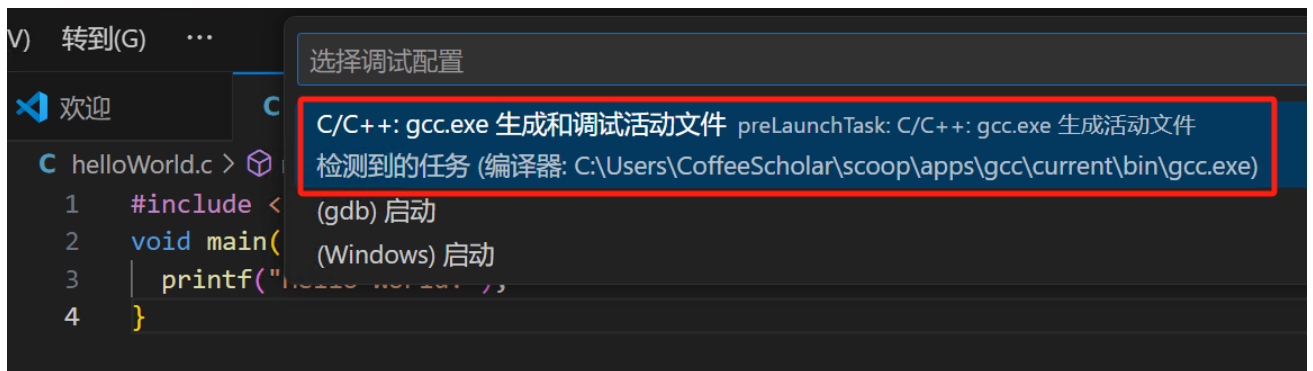 V) 转到(G) ···
选择调试配置
欢迎
C
C/C++: gcc.exe 生成和调试活动文件 preLaunchTask: C/C++: gcc.exe 生成活动文件
检测到的任务 (编译器: C:\Users\CoffeeScholar\scoop\apps\gcc\current\bin\gcc.exe)
C helloWorld.c >
(gdb) 启动
(Windows) 启动
1 #include <
2 void main(
3 printf("
4 }